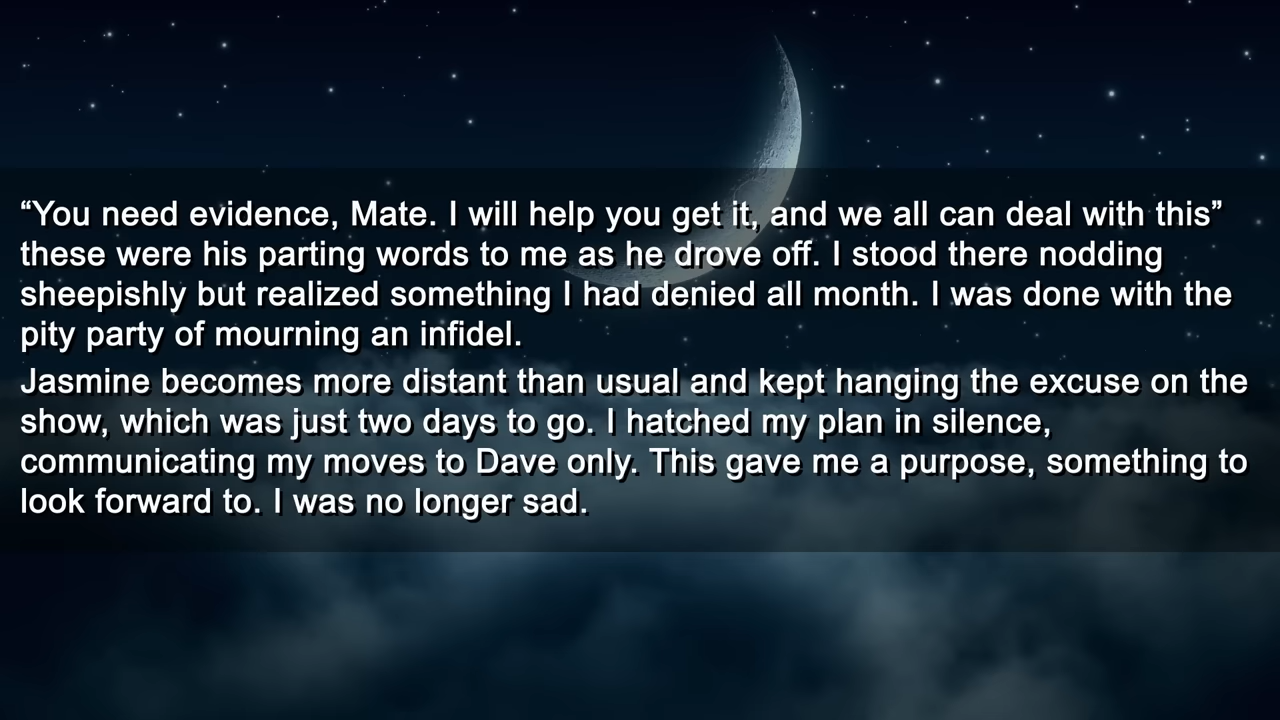 “You need evidence, Mate. I will help you get it, and we all can deal with this”
these were his parting words to me as he drove off. I stood there nodding
sheepishly but realized something I had denied all month. I was done with the
pity party of mourning an infidel.
Jasmine becomes more distant than usual and kept hanging the excuse on the
show, which was just two days to go. I hatched my plan in silence,
communicating my moves to Dave only. This gave me a purpose, something to
look forward to. I was no longer sad.